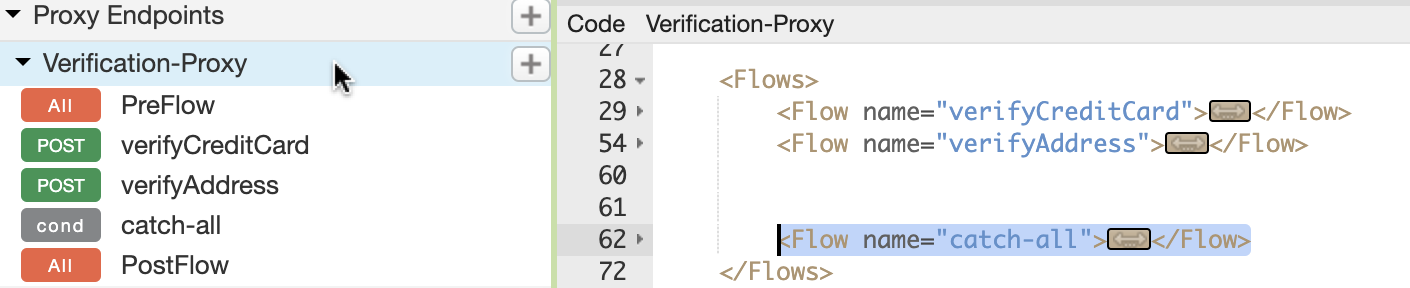 Proxy Endpoints
Verification-Proxy
All PreFlow
POST verifyCreditCard
POST verifyAddress
cond catch-all
All PostFlow
Code Verification-Proxy
27
28 <Flows>
29 <Flow name="verifyCreditCard"></Flow>
54 <Flow name="verifyAddress"></Flow>
60
61
62 <Flow name="catch-all"></Flow>
72 </Flows>